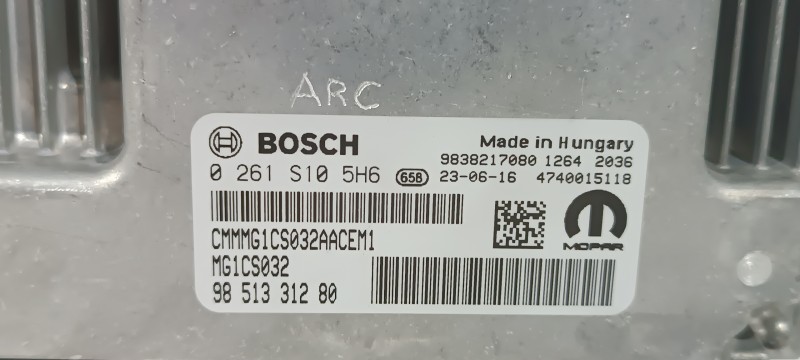 ARC
BOSCH
Made in Hungary
9838217080 1264 2036
0 261 S10 5H6 658 23-06-16 4740015118
CMMMG1CS032AACEM1
MOPAR
MG1CS032
98 513 312 80